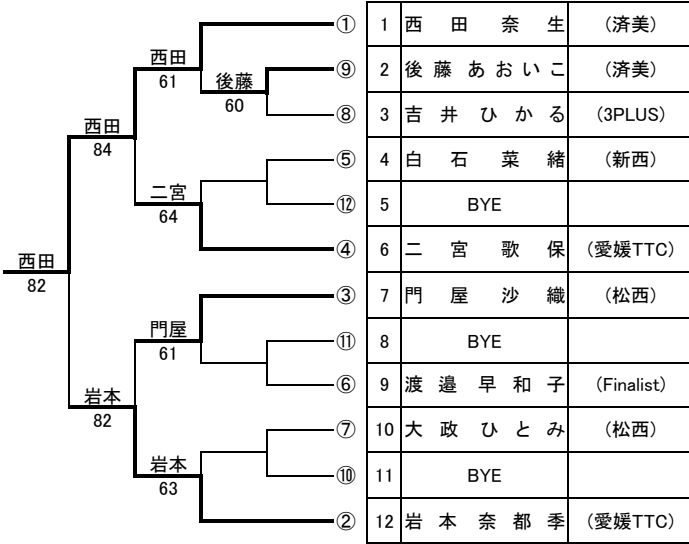 ① 1 西田奈生 (済美)
西田
61
⑨ 2 後藤あおいこ (済美)
後藤
60
⑧ 3 吉井ひかる (3PLUS)
西田
84
⑤ 4 白石菜緒 (新西)
二宮
64
⑫ 5 BYE
④ 6 二宮歌保 (愛媛TTC)
西田
82
③ 7 門屋沙織 (松西)
門屋
61
⑪ 8 BYE
⑥ 9 渡邉早和子 (Finalist)
岩本
82
⑦ 10 大政ひとみ (松西)
岩本
63
⑩ 11 BYE
② 12 岩本奈都季 (愛媛TTC)